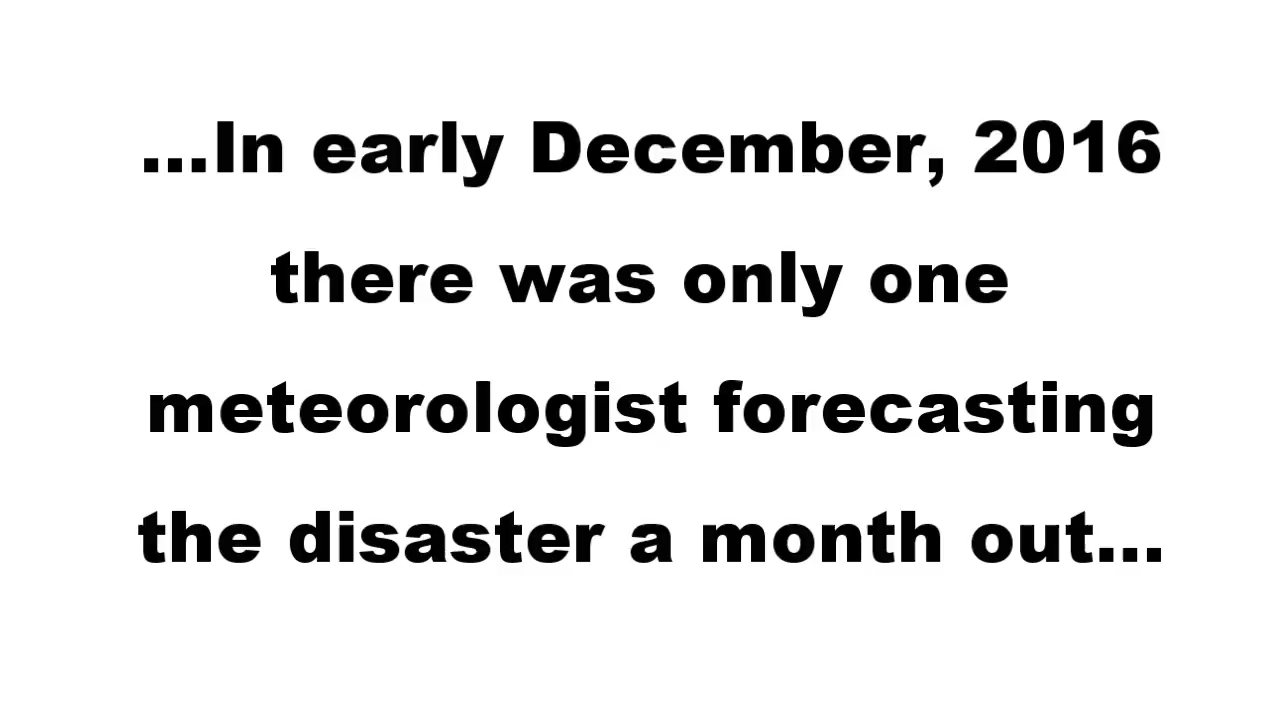 ...In early December, 2016
there was only one
meteorologist forecasting
the disaster a month out...